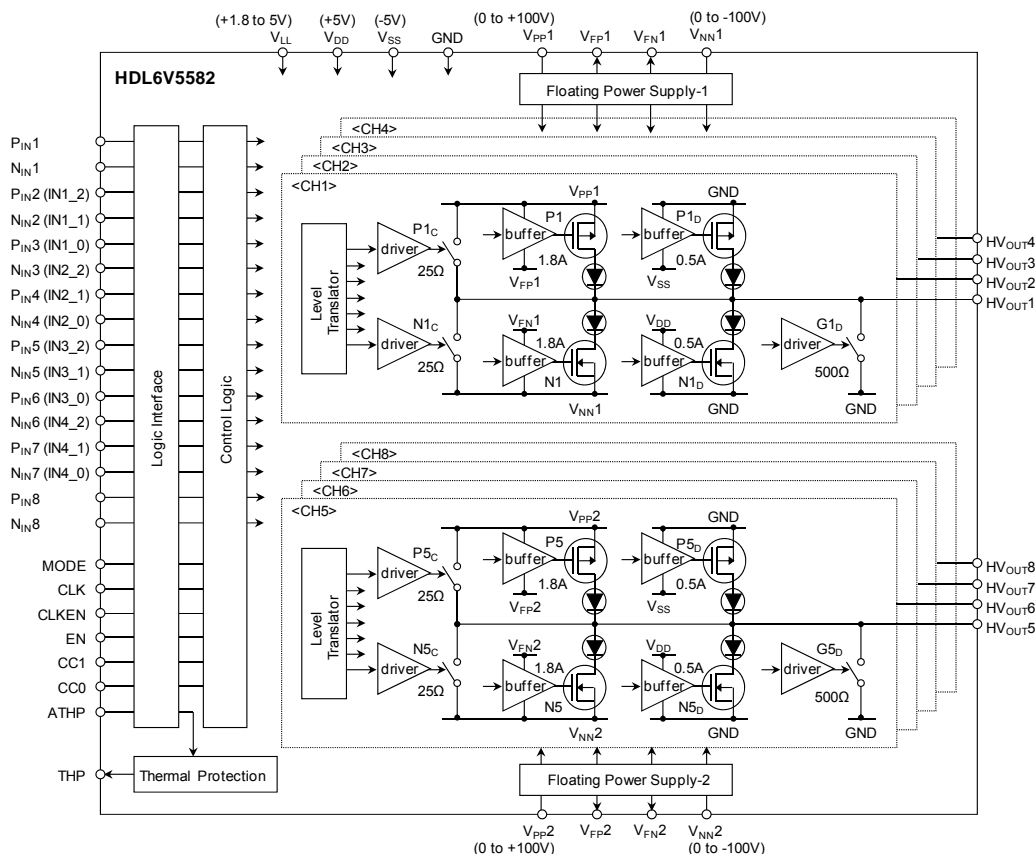 (+1.8 to 5V) (+5V) (-5V) (0 to +100V) (0 to -100V)
VLL VDD VSS GND VPP1 VFP1 VFN1 VNN1
HDL6V5582
Floating Power Supply-1
PIN1
NIN1
PIN2 (IN1_2)
NIN2 (IN1_1)
PIN3 (IN1_0)
NIN3 (IN2_2)
PIN4 (IN2_1)
NIN4 (IN2_0)
PIN5 (IN3_2)
NIN5 (IN3_1)
PIN6 (IN3_0)
NIN6 (IN4_2)
PIN7 (IN4_1)
NIN7 (IN4_0)
PIN8
NIN8
MODE
CLK
CLKEN
EN
CC1
CC0
ATHP
THP
Logic Interface
Control Logic
Thermal Protection
<CH4>
<CH3>
<CH2>
<CH1>
VPP1 GND
P1C P1 P1D
driver buffer buffer
25Ω 1.8A 0.5A
VFP1 VSS
Level
Translator
VFN1 VDD
N1C 1.8A 0.5A G1D
driver buffer buffer driver
25Ω N1 N1D 500Ω
VNN1 GND GND
HVOUT4
HVOUT3
HVOUT2
HVOUT1
<CH8>
<CH7>
<CH6>
<CH5>
VPP2 GND
P5C P5 P5D
driver buffer buffer
25Ω 1.8A 0.5A
VFP2 VSS
Level
Translator
VFN2 VDD
N5C 1.8A 0.5A G5D
driver buffer buffer driver
25Ω N5 N5D 500Ω
VNN2 GND GND
HVOUT8
HVOUT7
HVOUT6
HVOUT5
Floating Power Supply-2
VPP2 VFP2 VFN2 VNN2
(0 to +100V) (0 to -100V)